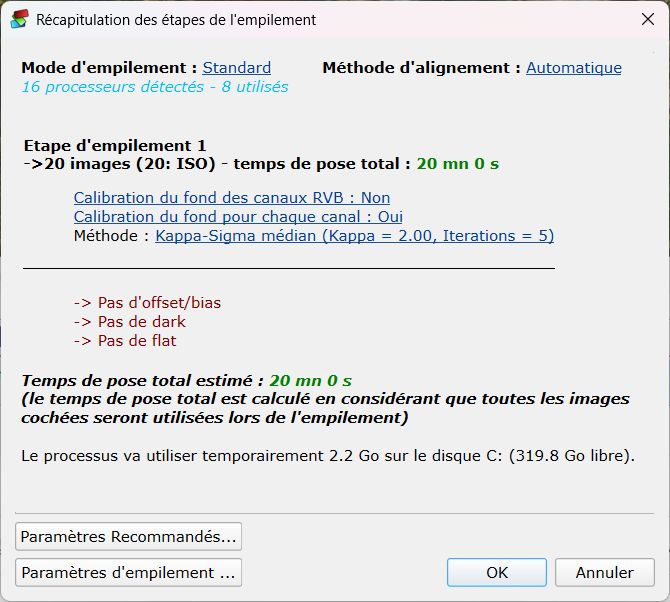 Récapitulation des étapes de l'empilement
Mode d'empilement : Standard Méthode d'alignement : Automatique
16 processeurs détectés - 8 utilisés
Etape d'empilement 1
->20 images (20: ISO) - temps de pose total : 20 mn 0 s
Calibration du fond des canaux RVB : Non
Calibration du fond pour chaque canal : Oui
Méthode : Kappa-Sigma médian (Kappa = 2.00, Iterations = 5)
-> Pas d'offset/bias
-> Pas de dark
-> Pas de flat
Temps de pose total estimé : 20 mn 0 s
(le temps de pose total est calculé en considérant que toutes les images
cochées seront utilisées lors de l'empilement)
Le processus va utiliser temporairement 2.2 Go sur le disque C: (319.8 Go libre).
Paramètres Recommandés...
Paramètres d'empilement ...
OK
Annuler